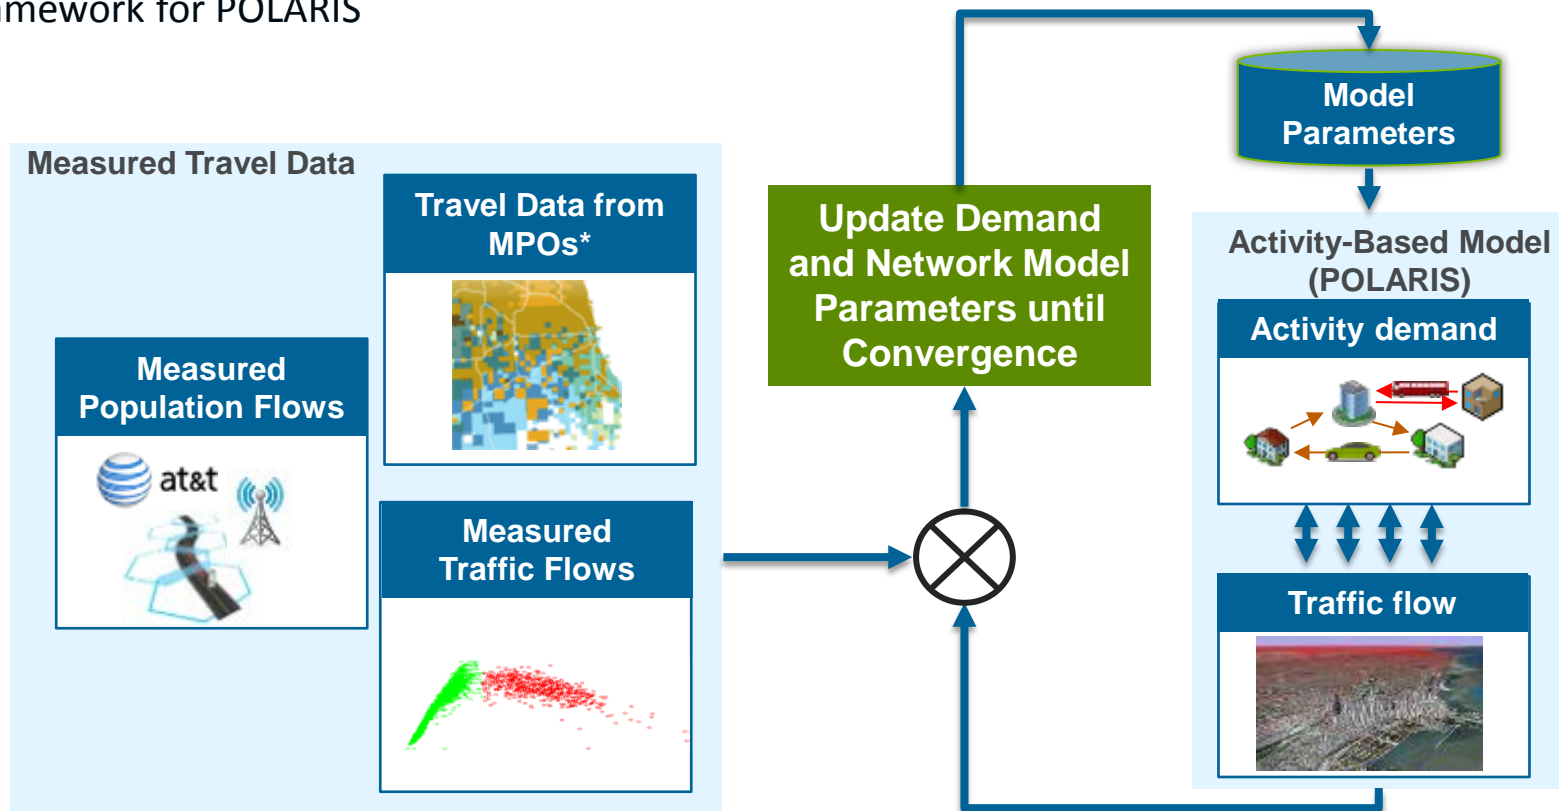 amework for POLARIS
Measured Travel Data
Travel Data from
MPOs*
Measured
Population Flows
at&t
Measured
Traffic Flows
Update Demand
and Network Model
Parameters until
Convergence
Model
Parameters
Activity-Based Model
(POLARIS)
Activity demand
Traffic flow